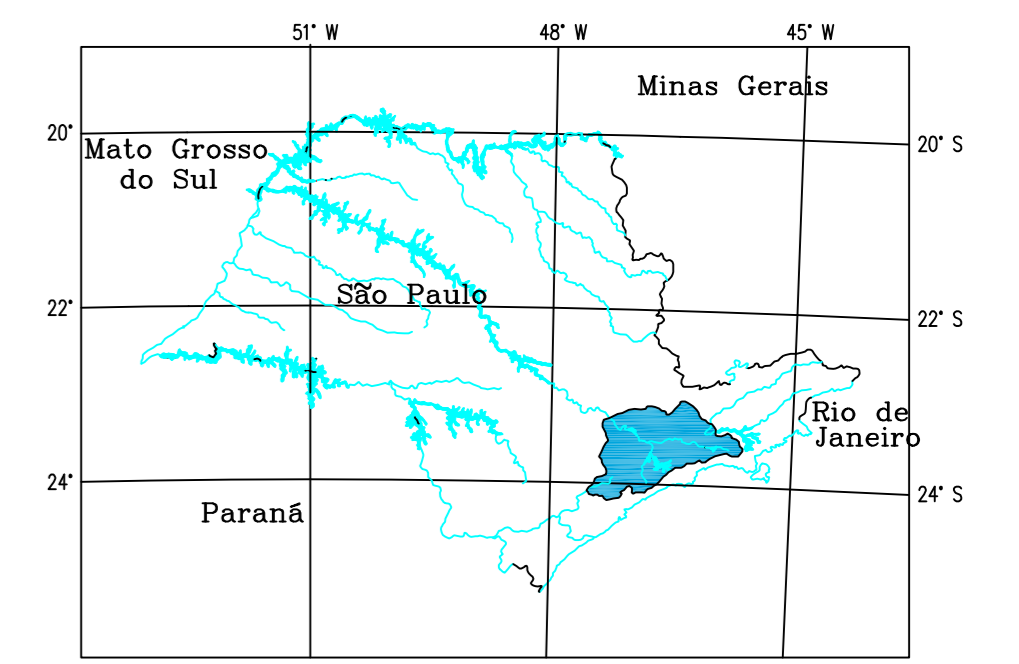 51° W 48° W 45° W
Minas Gerais
20° 20° S
Mato Grosso
do Sul
São Paulo
22° 22° S
Rio de
Janeiro
24° 24° S
Paraná